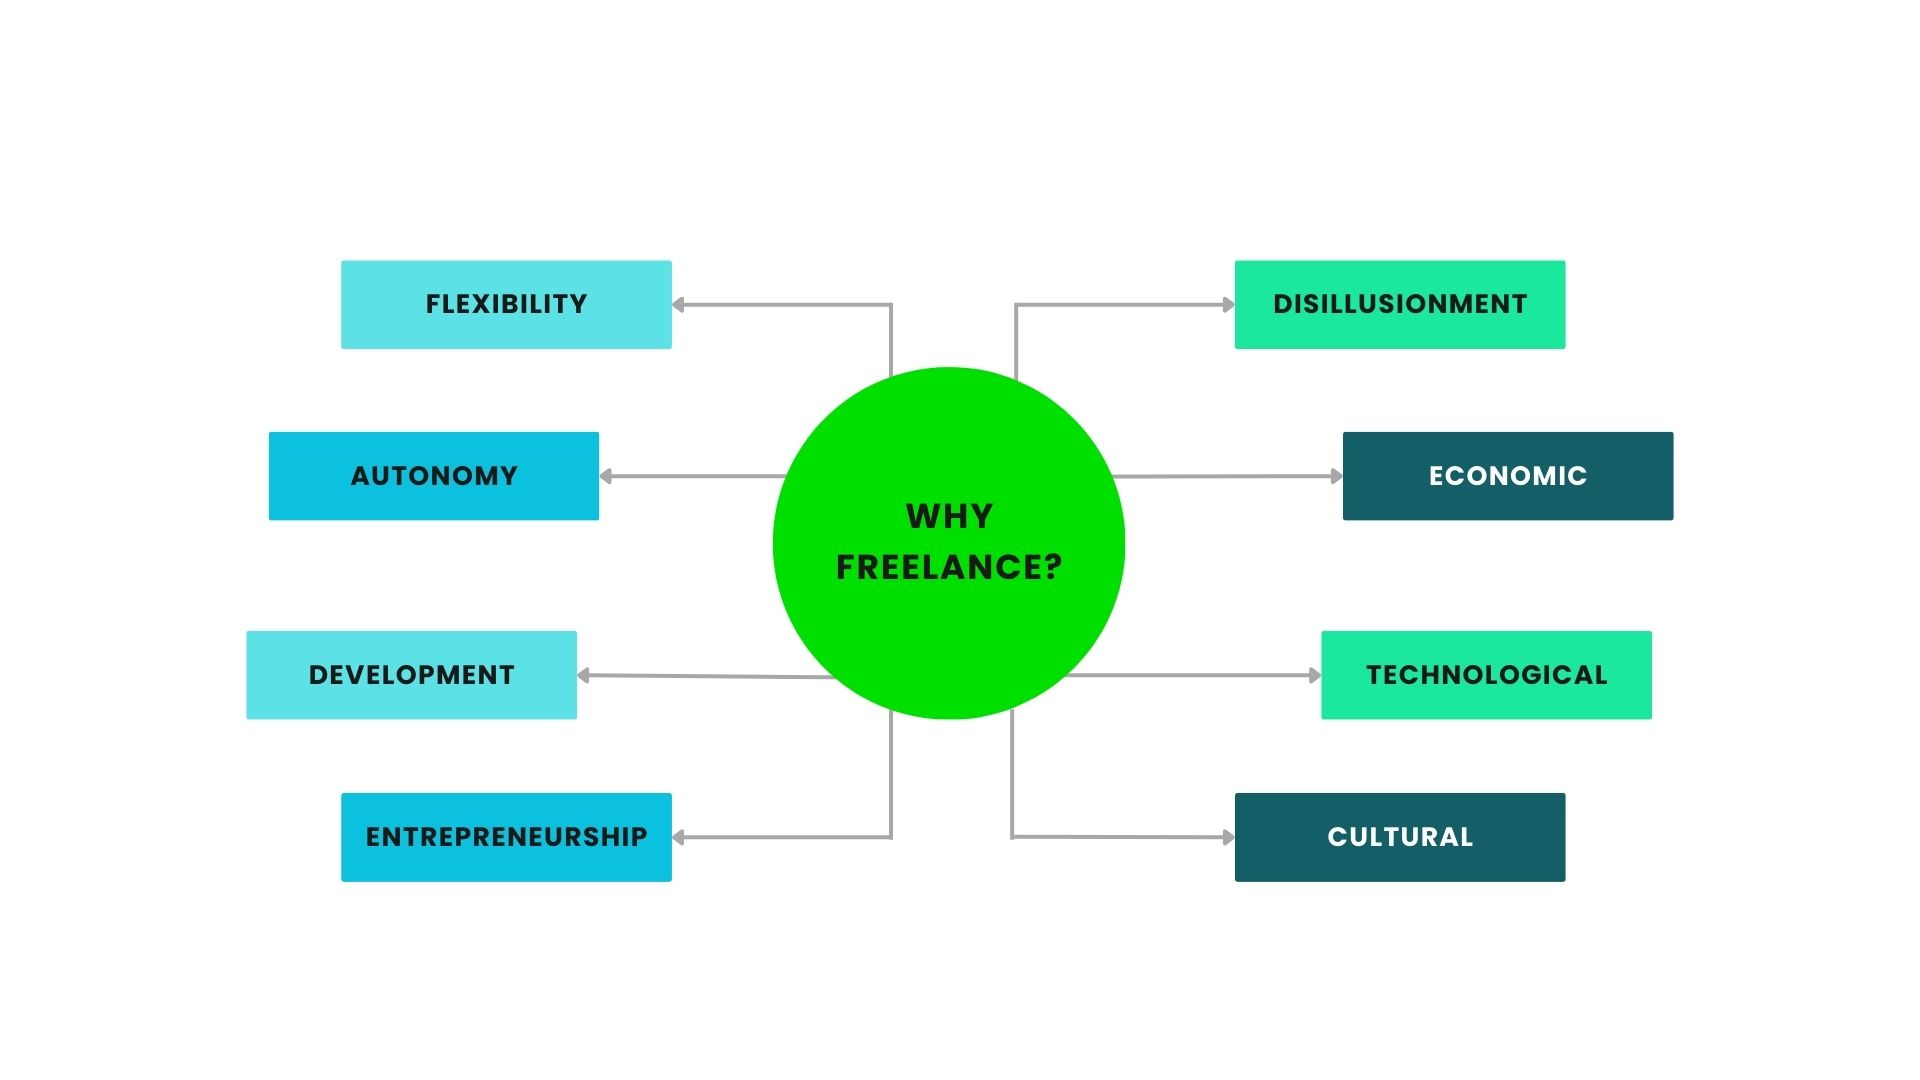 FLEXIBILITY
DISILLUSIONMENT
AUTONOMY
ECONOMIC
WHY
FREELANCE?
DEVELOPMENT
TECHNOLOGICAL
ENTREPRENEURSHIP
CULTURAL